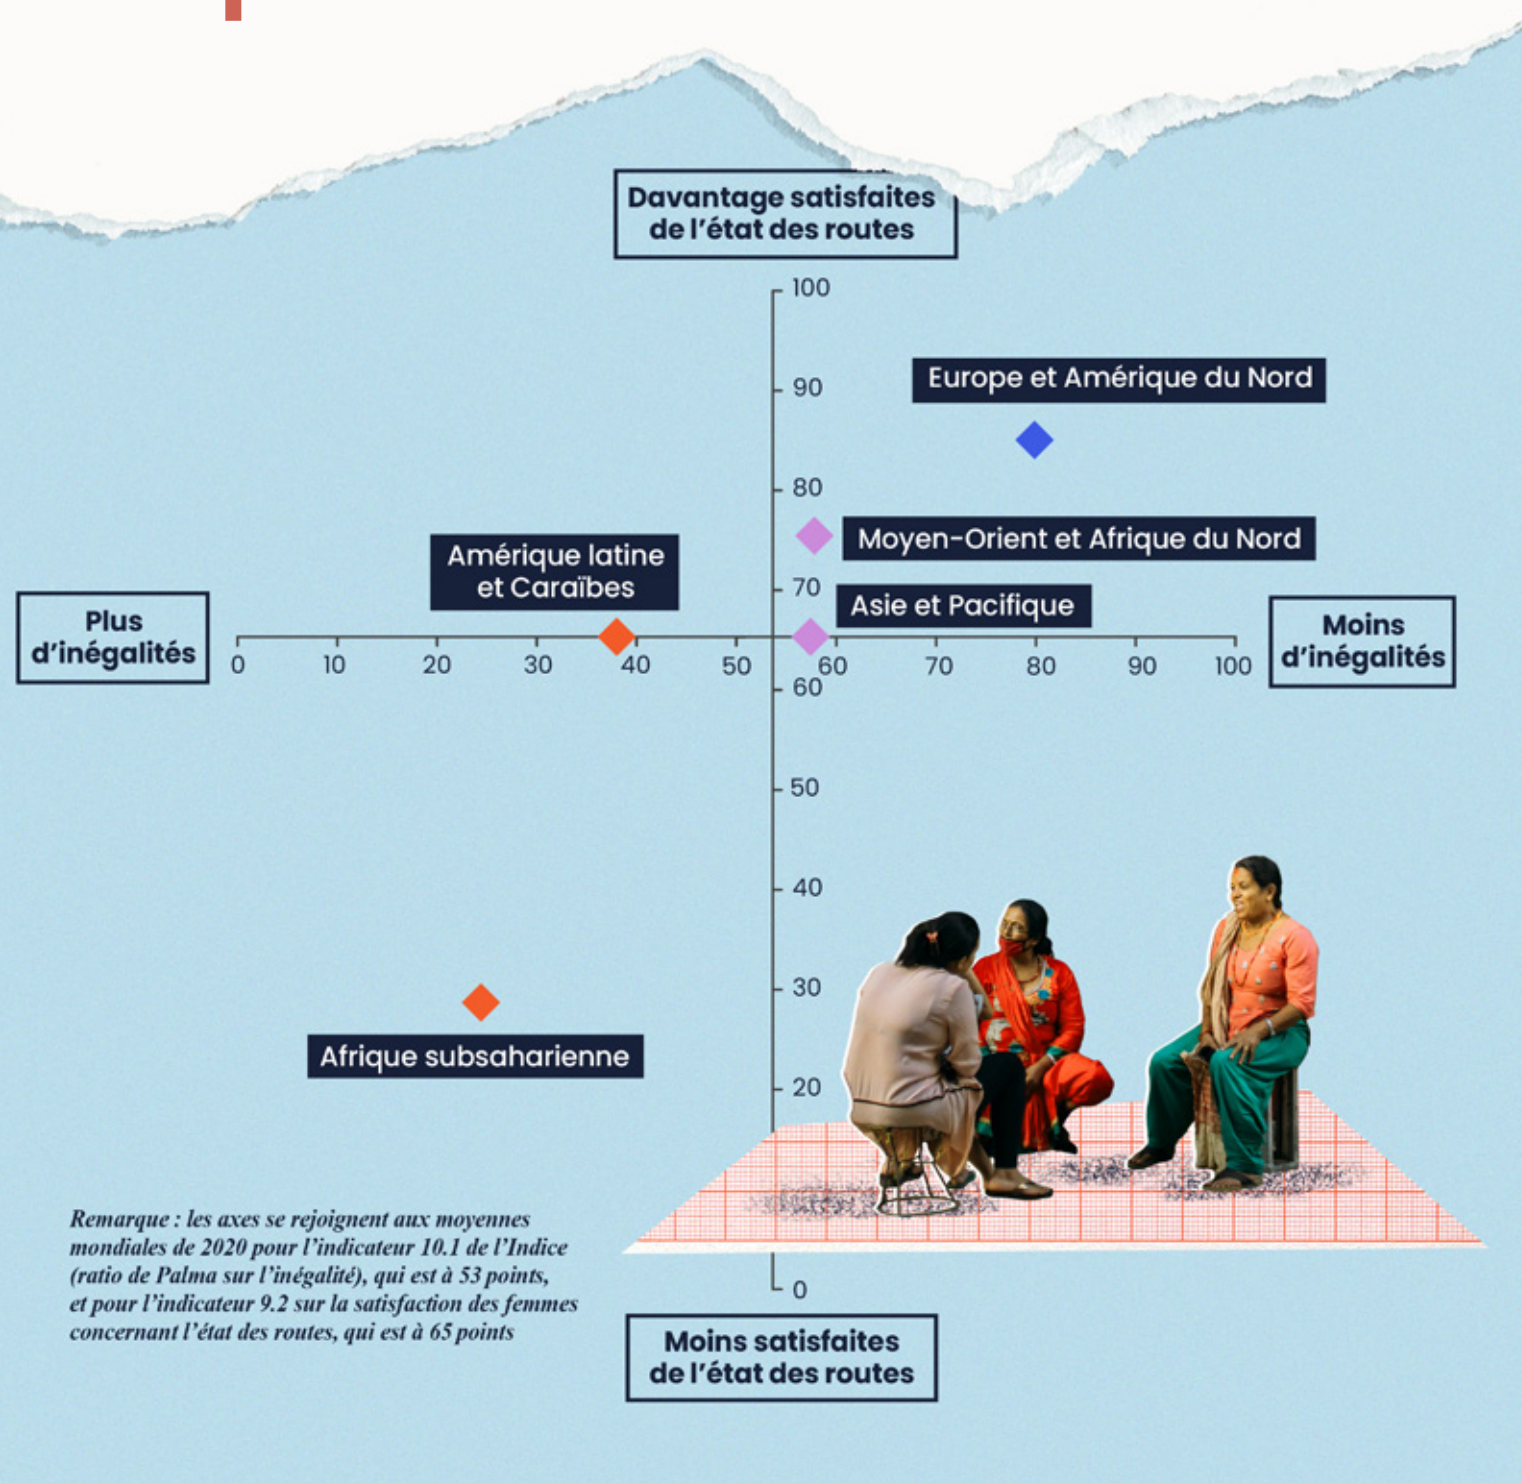 Davantage satisfaites
de l'état des routes
100
90
Europe et Amérique du Nord
80
Moyen-Orient et Afrique du Nord
Amérique latine
et Caraïbes
70
Asie et Pacifique
Plus
d'inégalités
Moins
d'inégalités
0 10 20 30 40 50 60 70 80 90 100
60
50
40
30
Afrique subsaharienne
20
Remarque : les axes se rejoignent aux moyennes
mondiales de 2020 pour l'indicateur 10.1 de l'Indice
(ratio de Palma sur l'inégalité), qui est à 53 points,
et pour l'indicateur 9.2 sur la satisfaction des femmes
concernant l'état des routes, qui est à 65 points
0
Moins satisfaites
de l'état des routes